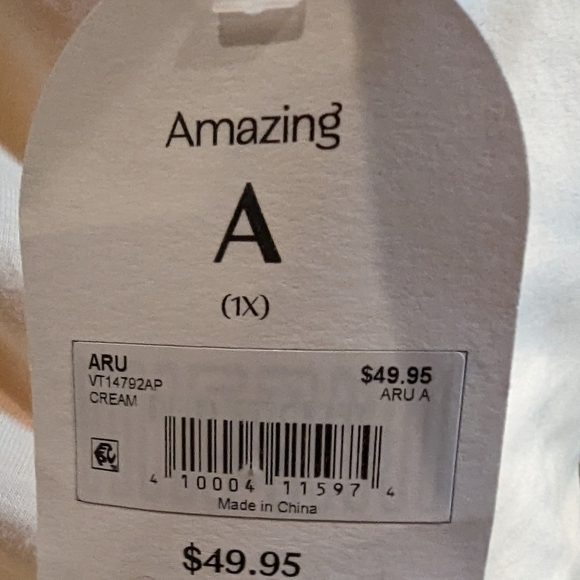 Amazing
A
(1X)
ARU
$49.95
VT14792AP
ARU A
CREAM
4 10004 11597 4
Made in China
$49.95